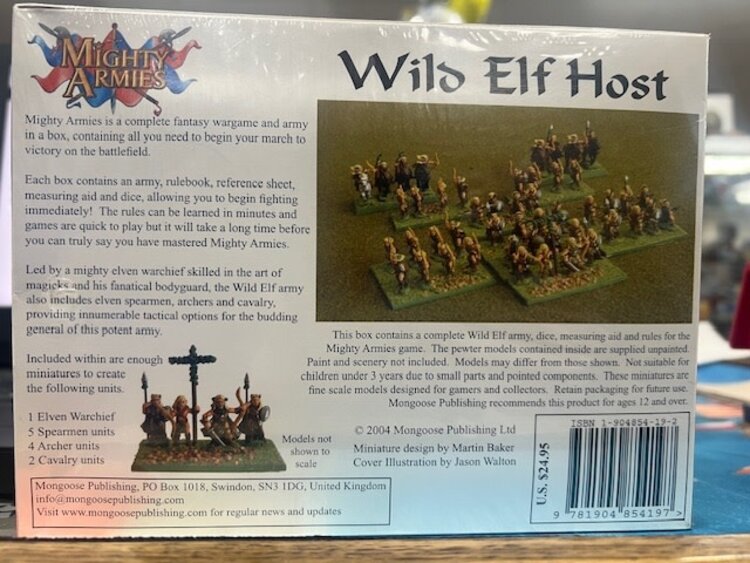 MIGHTY
ARMIES
Wild Elf Host
Mighty Armies is a complete fantasy wargame and army
in a box, containing all you need to begin your march to
victory on the battlefield.
Each box contains an army, rulebook, reference sheet,
measuring aid and dice, allowing you to begin fighting
immediately! The rules can be learned in minutes and
games are quick to play but it will take a long time before
you can truly say you have mastered Mighty Armies.
Led by a mighty elven warchief skilled in the art of
magicks and his fanatical bodyguard, the Wild Elf army
also includes elven spearmen, archers and cavalry,
providing innumerable tactical options for the budding
general of this potent army.
Included within are enough
miniatures to create
the following units.
1 Elven Warchief
5 Spearmen units
4 Archer units
2 Cavalry units
Models not
shown to
scale
This box contains a complete Wild Elf army, dice, measuring aid and rules for the
Mighty Armies game. The pewter models contained inside are supplied unpainted.
Paint and scenery not included. Models may differ from those shown. Not suitable for
children under 3 years due to small parts and pointed components. These miniatures are
fine scale models designed for gamers and collectors. Retain packaging for future use.
Mongoose Publishing recommends this product for ages 12 and over.
© 2004 Mongoose Publishing Ltd
Miniature design by Martin Baker
Cover Illustration by Jason Walton
Mongoose Publishing, PO Box 1018, Swindon, SN3 1DG, United Kingdom
info@mongoosepublishing.com
Visit www.mongoosepublishing.com for regular news and updates
U.S. $24.95
ISBN 1-904854-19-2
9 781904 854197 >